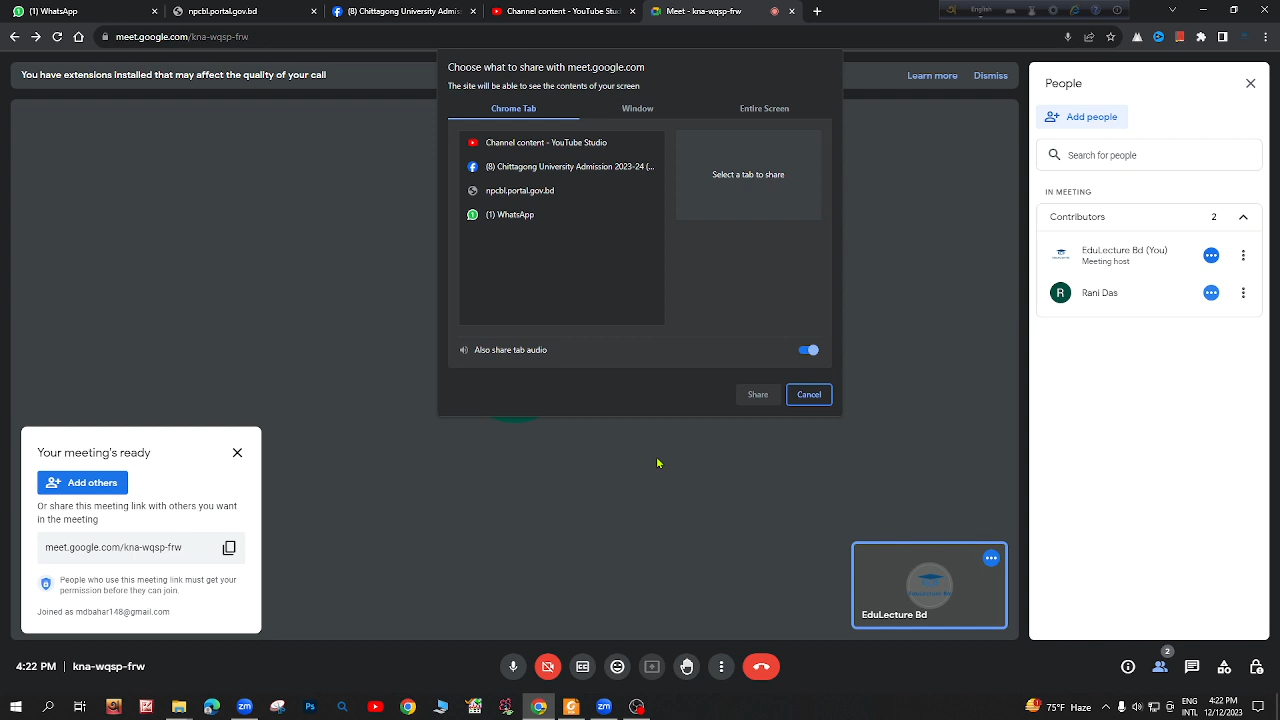 (1) WhatsApp
npcbl.portal.gov.bd
(8) Chittagong University Admiss
Channel content - YouTube Stud
Meet - kna-wqsp-frw
English
meet.google.com/kna-wqsp-frw
You have extensions installed that may affect the quality of your call
Learn more
Dismiss
Choose what to share with meet.google.com
The site will be able to see the contents of your screen
Chrome Tab
Window
Entire Screen
Channel content - YouTube Studio
(8) Chittagong University Admission 2023-24 (...
npcbl.portal.gov.bd
(1) WhatsApp
Select a tab to share
Also share tab audio
Share
Cancel
People
Add people
Search for people
IN MEETING
Contributors
2
EduLecture Bd (You)
Meeting host
R
Rani Das
Your meeting's ready
Add others
Or share this meeting link with others you want
in the meeting
meet.google.com/kna-wqsp-frw
People who use this meeting link must get your
permission before they can join.
Joined as mdbahar148@gmail.com
EduLecture Bd
4:22 PM | kna-wqsp-frw
2
75°F Haze
ENG
INTL
4:22 PM
12/12/2023